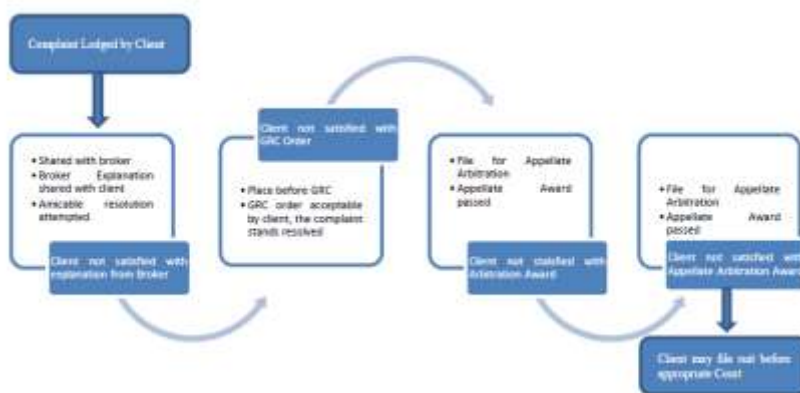 Complaint Lodged by Client
• Shared with broker
• Broker Explanation
shared with client
• Amicable resolution
attempted
Client not satisfied with
explanation from Broker
Client not satisfied with
GRC Order
• Place before GRC
• GRC order acceptable
by client, the complaint
stands resolved
• File for Appellate
Arbitration
• Appellate Award
passed
Client not statisfied with
Arbitration Award
• File for Appellate
Arbitration
• Appellate Award
passed
Client not satisfied with
Appellate Arbitration Award
Client may file suit before
appropriate Court